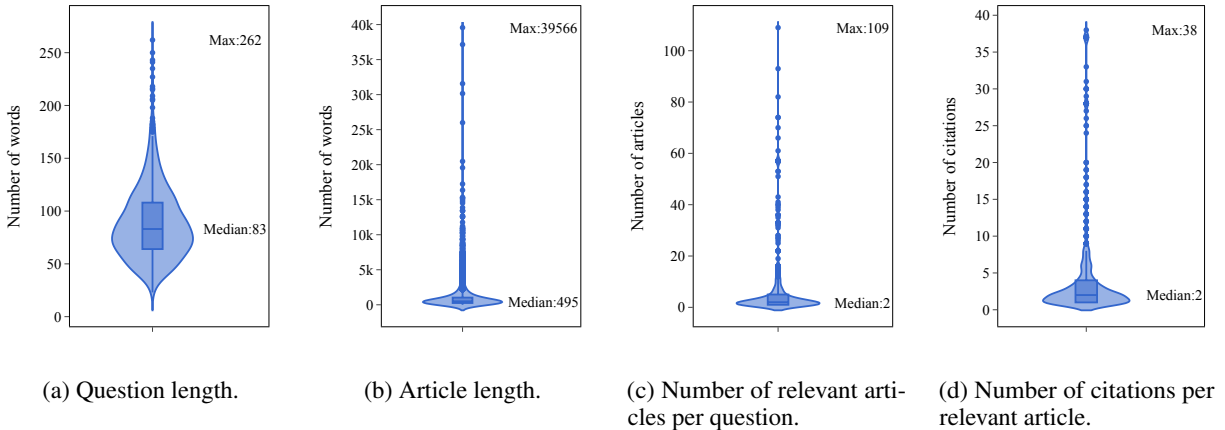 Max:262
250
200
150
100
50
0
Number of words
Median:83
(a) Question length.
Max:39566
40k
35k
30k
25k
20k
15k
10k
5k
0
Number of words
Median:495
(b) Article length.
Max:109
100
80
60
40
20
0
Number of articles
Median:2
(c) Number of relevant arti-
cles per question.
Max:38
40
35
30
25
20
15
10
5
0
Number of citations
Median:2
(d) Number of citations per
relevant article.